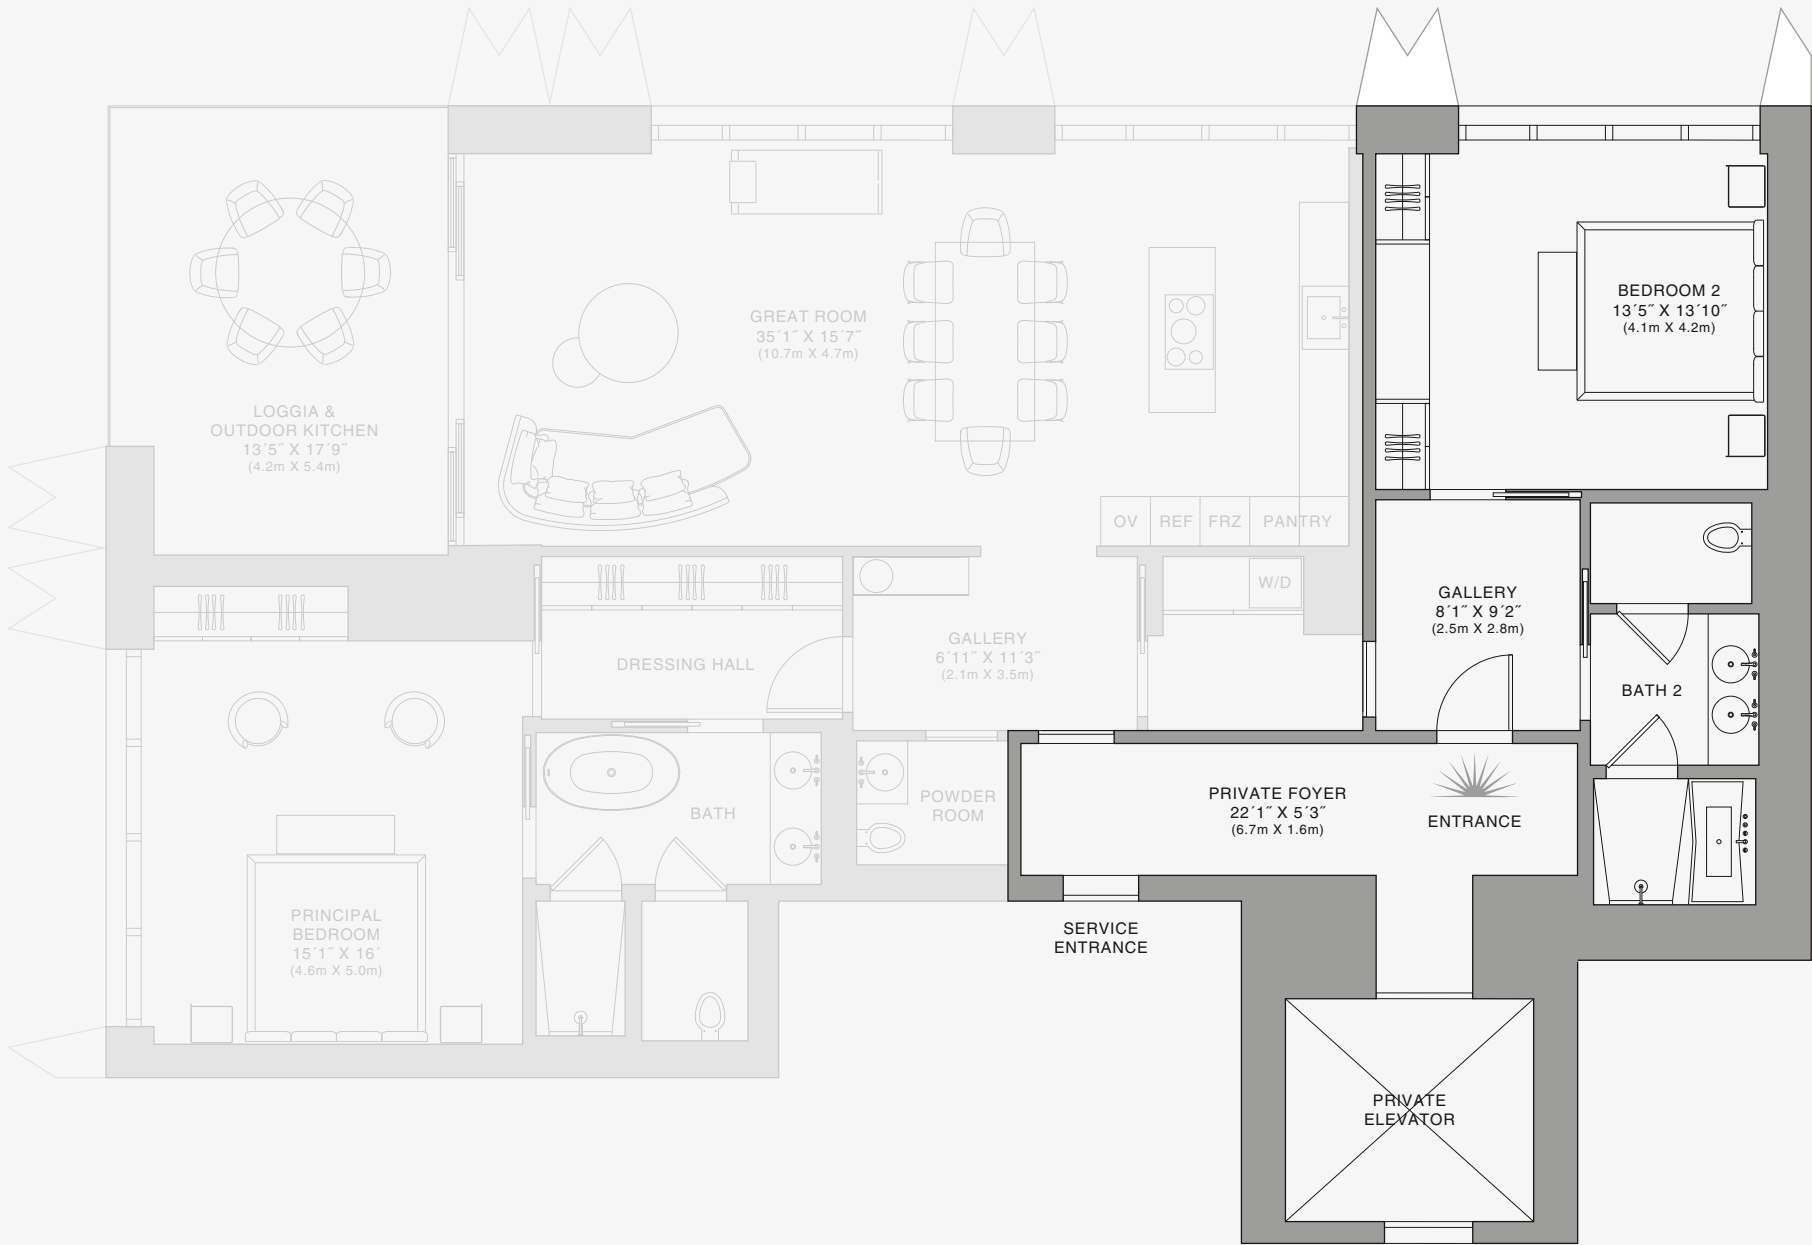 GREAT ROOM
35´1˝ X 15´7˝
(10.7m X 4.7m)
BEDROOM 2
13´5˝ X 13´10˝
(4.1m X 4.2m)
LOGGIA &
OUTDOOR KITCHEN
13´5˝ X 17´9˝
(4.2m X 5.4m)
OV REF FRZ PANTRY
W/D
GALLERY
8´1˝ X 9´2˝
(2.5m X 2.8m)
GALLERY
6´11˝ X 11´3˝
(2.1m X 3.5m)
DRESSING HALL
BATH 2
BATH
POWDER
ROOM
PRIVATE FOYER
22´1˝ X 5´3˝
(6.7m X 1.6m)
ENTRANCE
PRINCIPAL
BEDROOM
15´1˝ X 16´
(4.6m X 5.0m)
SERVICE
ENTRANCE
PRIVATE
ELEVATOR